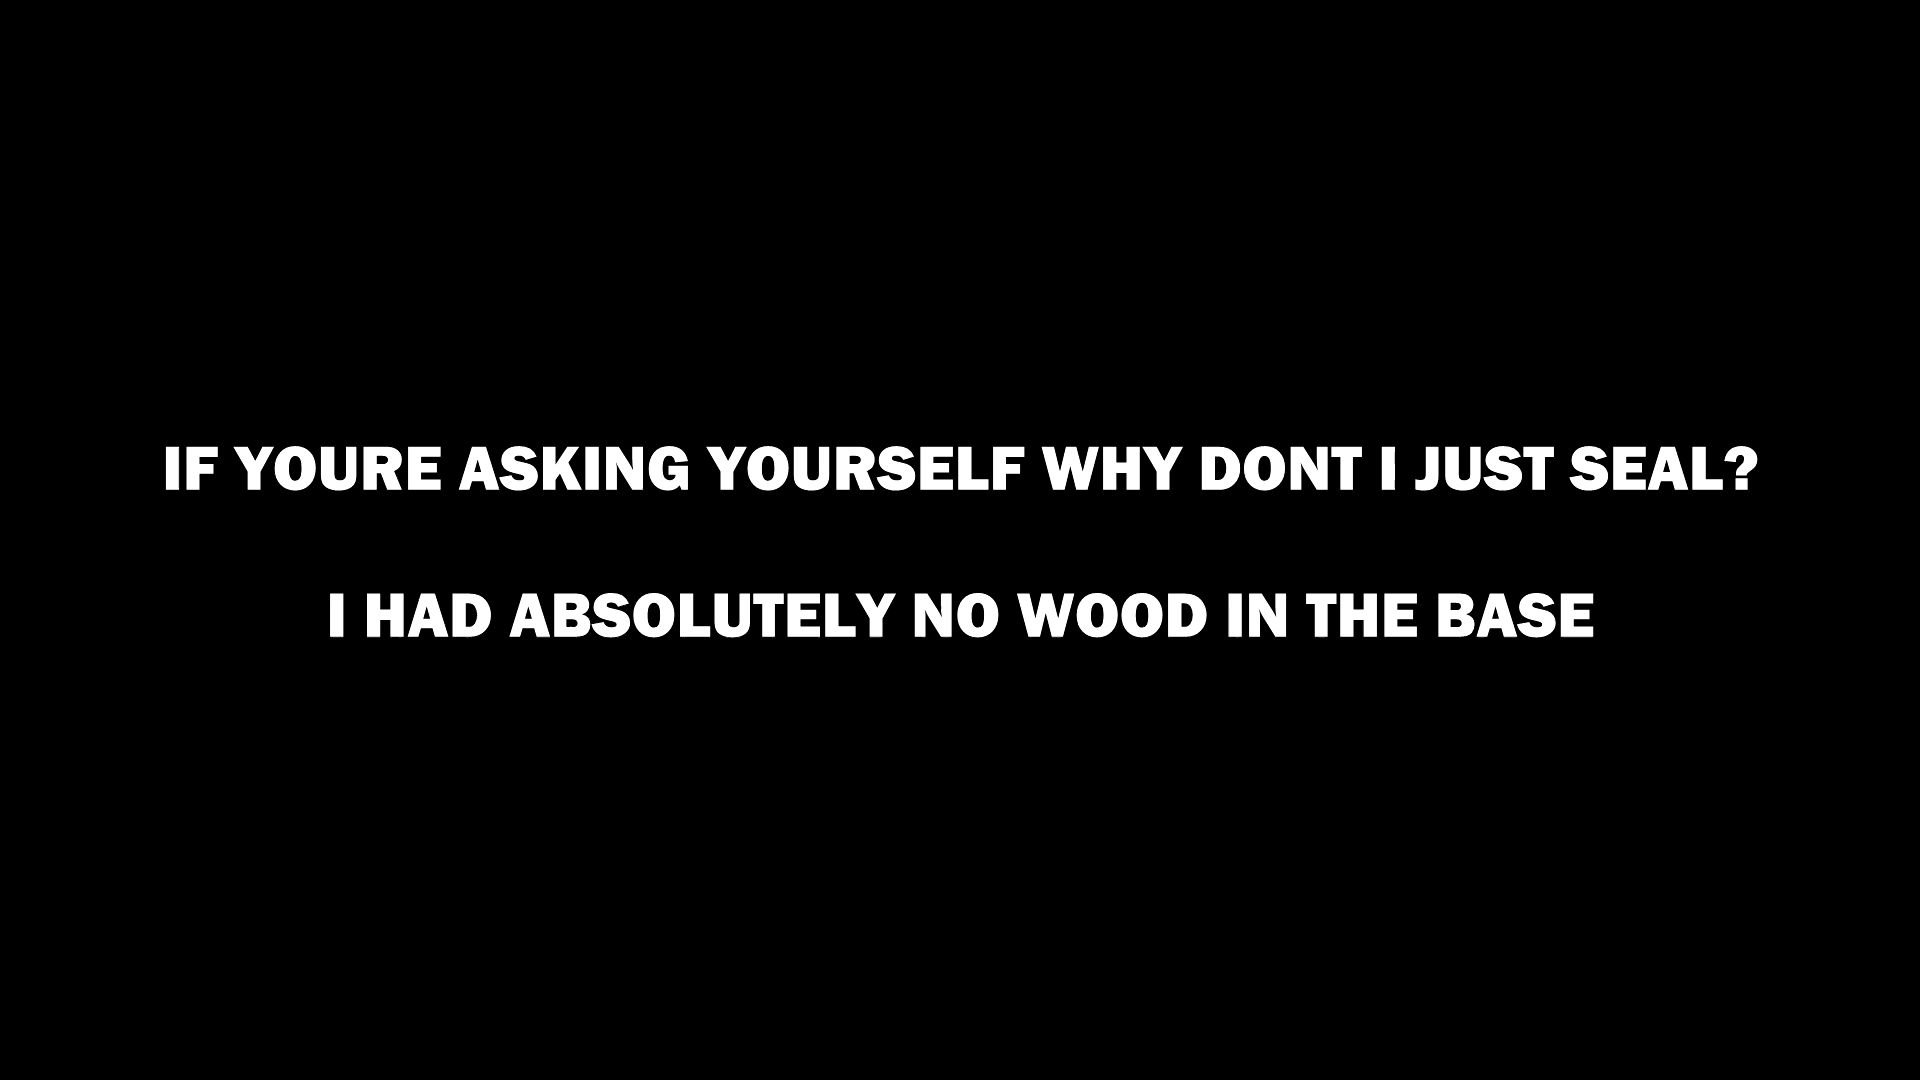 IF YOURE ASKING YOURSELF WHY DONT I JUST SEAL?
I HAD ABSOLUTELY NO WOOD IN THE BASE